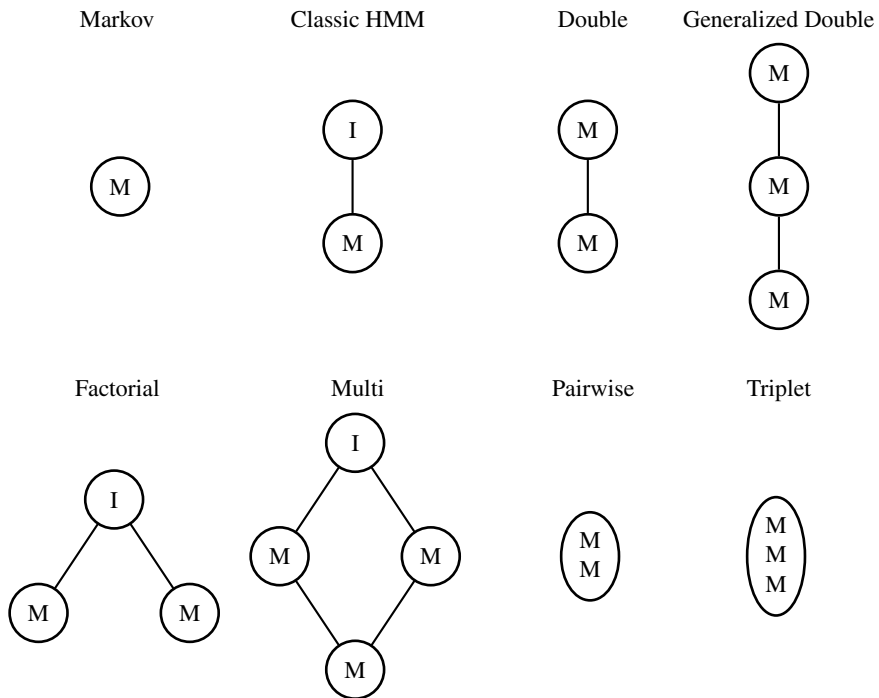 Markov
Classic HMM
Double
Generalized Double
M
I
M
M
M
M
M
M
Factorial
Multi
Pairwise
Triplet
I
M
M
I
M
M
M
M
M
M
M
M